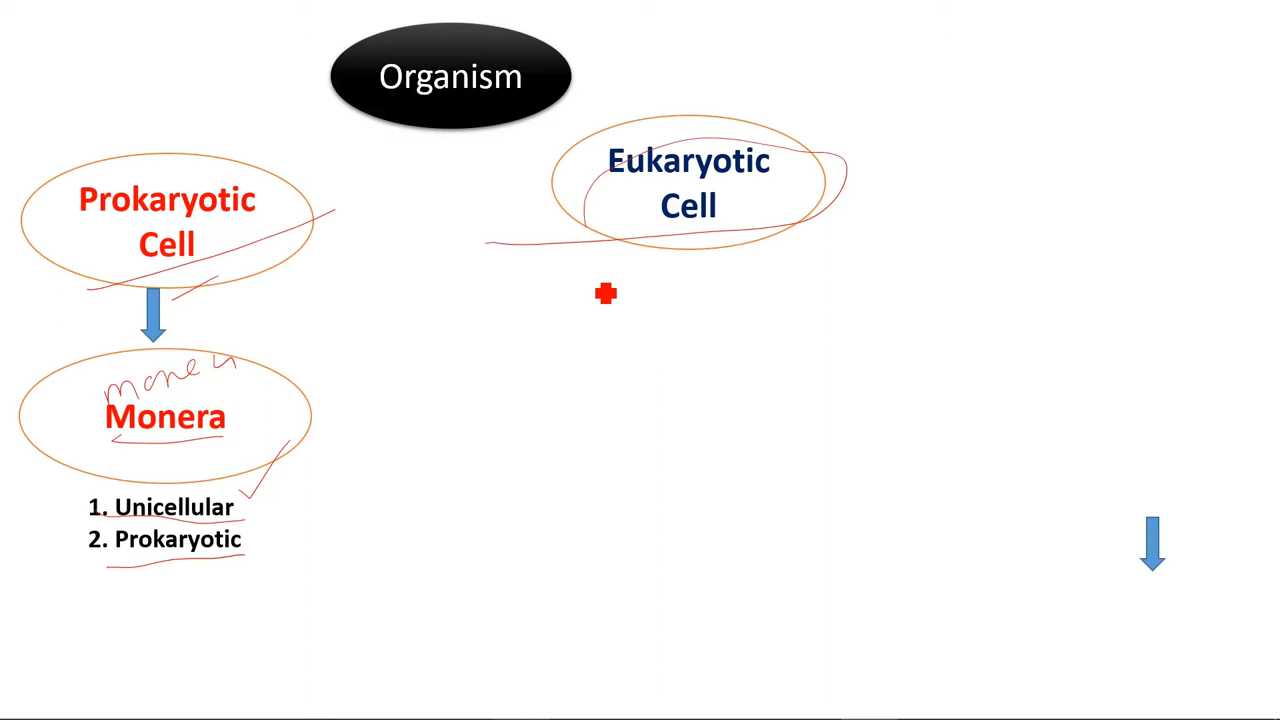 Organism
Prokaryotic
Cell
Eukaryotic
Cell
Monera
1. Unicellular
2. Prokaryotic